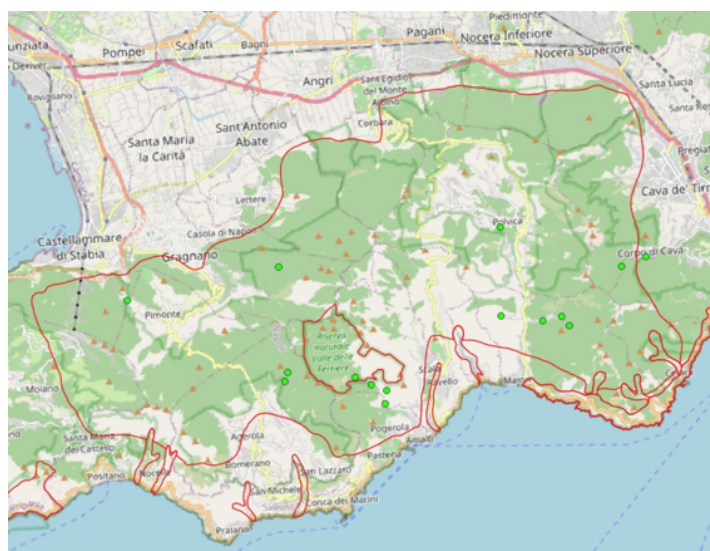 Pagani
Piedimonte
Nocera Inferiore
Nocera Superiore
Scafati
Bagni
Pompei
Rovigliano
Angri
Sant'Egidio
del Monte
Albino
Santa Lucia
Corbara
Santa Maria
la Carità
Sant'Antonio
Abate
Lettere
Cava de' Tirr
Polvica
Castellammare
di Stabia
Casola di Napoli
Gragnano
Corpo di Cava
Pimonte
Riserva
naturale
Valle delle
Ferriere
Scala
Ravello
Maiori
Moiano
Santa Maria
del Castello
Agerola
Pogerola
Amalfi
Bomerano
Pastena
Positano
Nocelle
San Lazzaro
San Michele
Conca dei Marini
Praiano